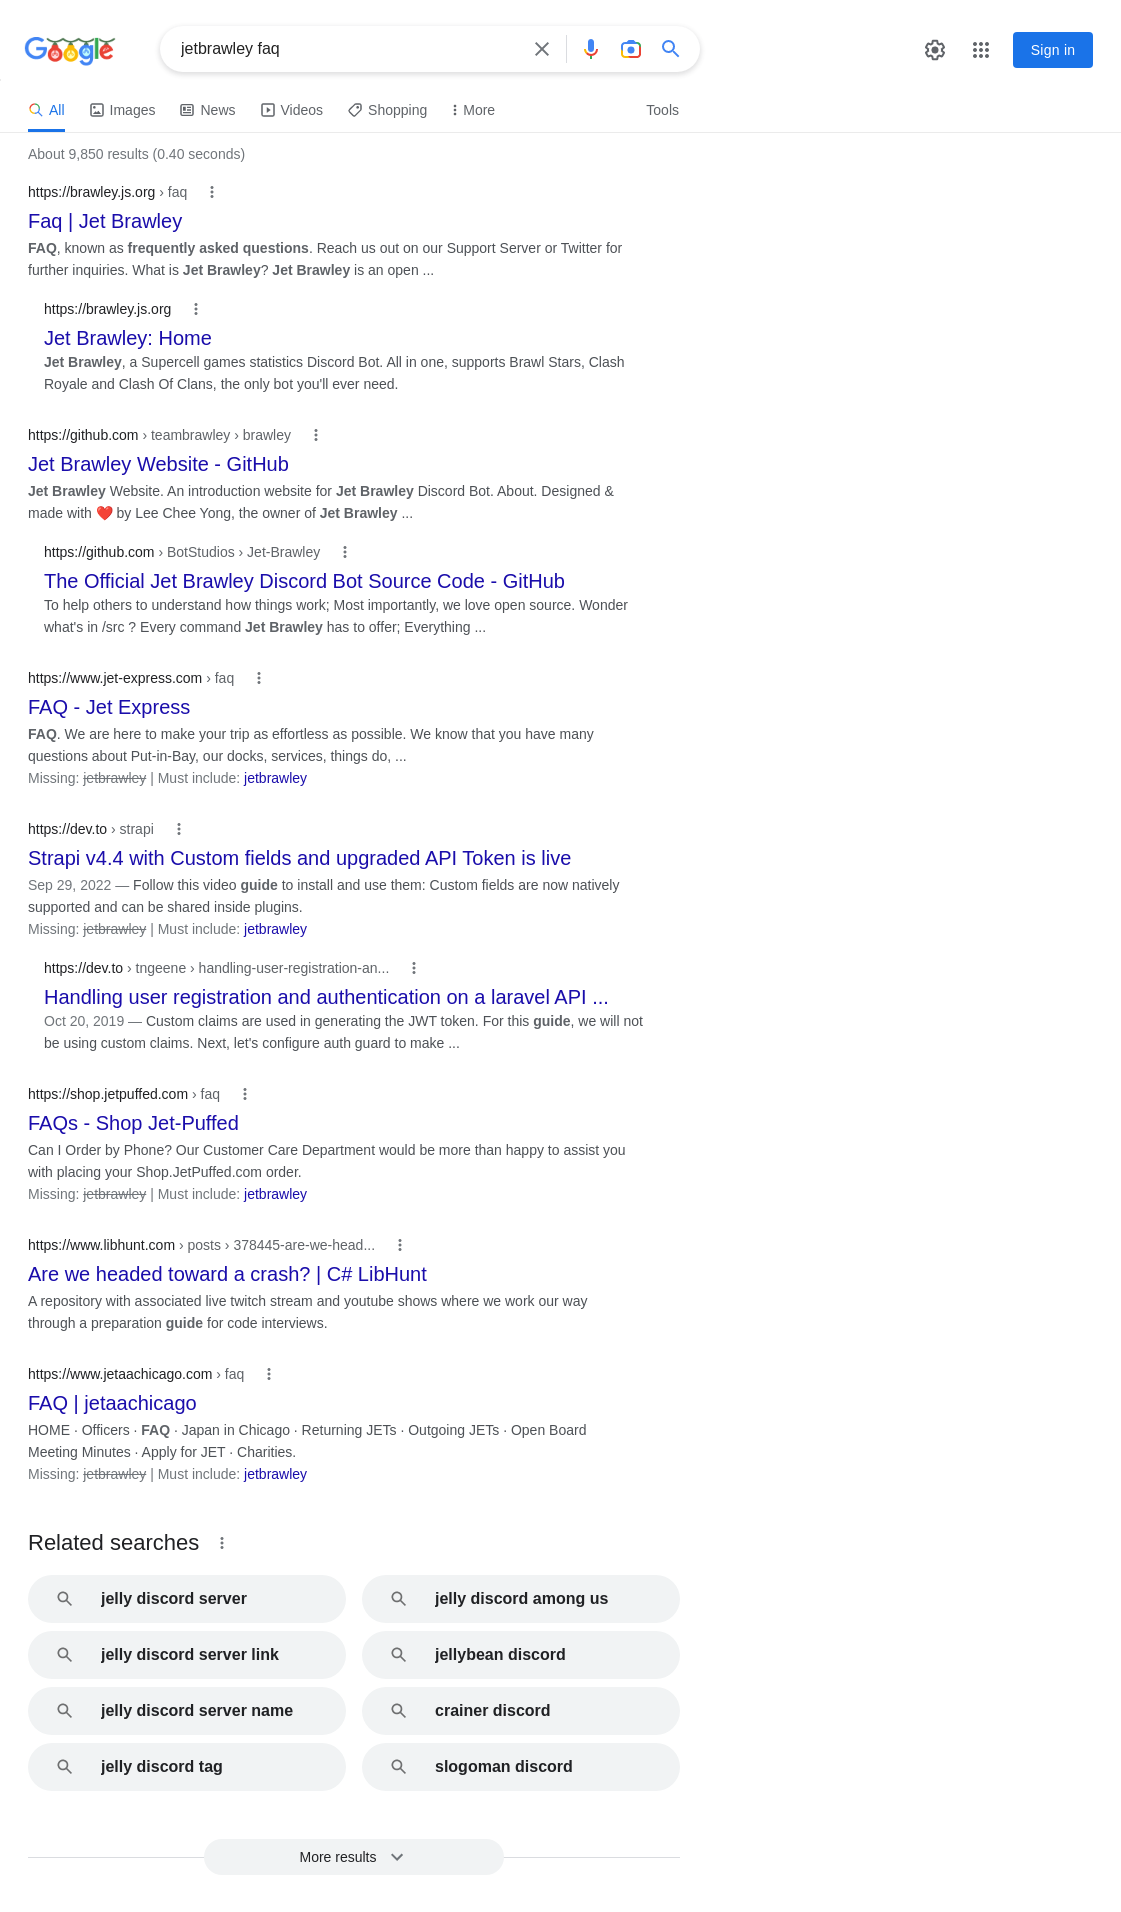 Google
jetbrawley faq
Sign in
All
Images
News
Videos
Shopping
More
Tools
About 9,850 results (0.40 seconds)
https://brawley.js.org › faq
Faq | Jet Brawley
FAQ, known as frequently asked questions. Reach us out on our Support Server or Twitter for
further inquiries. What is Jet Brawley? Jet Brawley is an open ...
https://brawley.js.org
Jet Brawley: Home
Jet Brawley, a Supercell games statistics Discord Bot. All in one, supports Brawl Stars, Clash
Royale and Clash Of Clans, the only bot you'll ever need.
https://github.com › teambrawley › brawley
Jet Brawley Website - GitHub
Jet Brawley Website. An introduction website for Jet Brawley Discord Bot. About. Designed &
made with ❤️ by Lee Chee Yong, the owner of Jet Brawley ...
https://github.com › BotStudios › Jet-Brawley
The Official Jet Brawley Discord Bot Source Code - GitHub
To help others to understand how things work; Most importantly, we love open source. Wonder
what's in /src ? Every command Jet Brawley has to offer; Everything ...
https://www.jet-express.com › faq
FAQ - Jet Express
FAQ. We are here to make your trip as effortless as possible. We know that you have many
questions about Put-in-Bay, our docks, services, things do, ...
Missing: jetbrawley | Must include: jetbrawley
https://dev.to › strapi
Strapi v4.4 with Custom fields and upgraded API Token is live
Sep 29, 2022 — Follow this video guide to install and use them: Custom fields are now natively
supported and can be shared inside plugins.
Missing: jetbrawley | Must include: jetbrawley
https://dev.to › tngeene › handling-user-registration-an...
Handling user registration and authentication on a laravel API ...
Oct 20, 2019 — Custom claims are used in generating the JWT token. For this guide, we will not
be using custom claims. Next, let's configure auth guard to make ...
https://shop.jetpuffed.com › faq
FAQs - Shop Jet-Puffed
Can I Order by Phone? Our Customer Care Department would be more than happy to assist you
with placing your Shop.JetPuffed.com order.
Missing: jetbrawley | Must include: jetbrawley
https://www.libhunt.com › posts › 378445-are-we-head...
Are we headed toward a crash? | C# LibHunt
A repository with associated live twitch stream and youtube shows where we work our way
through a preparation guide for code interviews.
https://www.jetaachicago.com › faq
FAQ | jetaachicago
HOME · Officers · FAQ · Japan in Chicago · Returning JETs · Outgoing JETs · Open Board
Meeting Minutes · Apply for JET · Charities.
Missing: jetbrawley | Must include: jetbrawley
Related searches
jelly discord server
jelly discord among us
jelly discord server link
jellybean discord
jelly discord server name
crainer discord
jelly discord tag
slogoman discord
More results